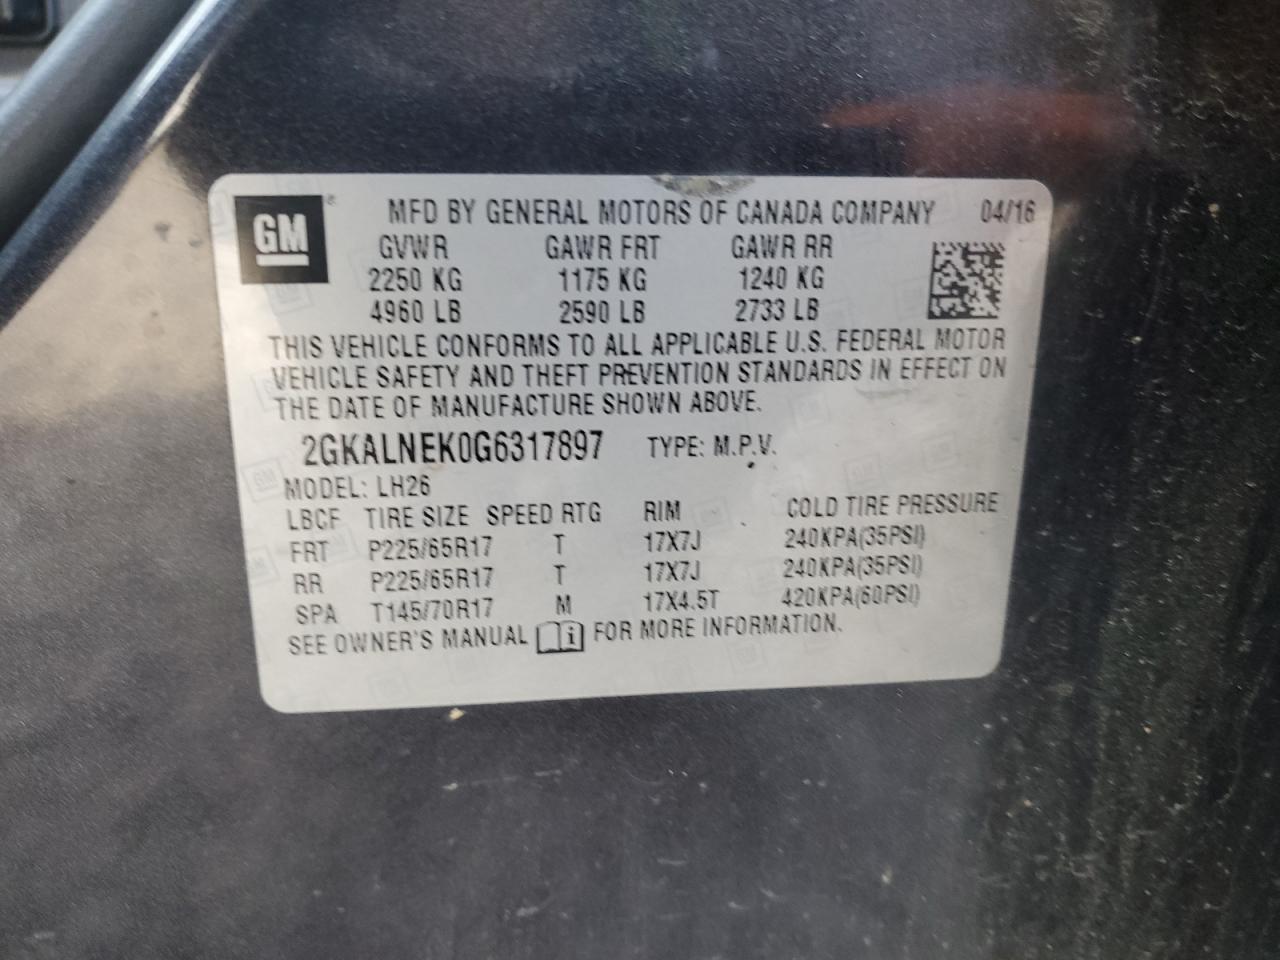 GM MFD BY GENERAL MOTORS OF CANADA COMPANY 04/16
GVWR GAWR FRT GAWR RR
2250 KG 1175 KG 1240 KG
4960 LB 2590 LB 2733 LB
THIS VEHICLE CONFORMS TO ALL APPLICABLE U.S. FEDERAL MOTOR
VEHICLE SAFETY AND THEFT PREVENTION STANDARDS IN EFFECT ON
THE DATE OF MANUFACTURE SHOWN ABOVE.
2GKALNEK0G6317897 TYPE: M.P.V.
MODEL: LH26
LBCF TIRE SIZE SPEED RTG RIM COLD TIRE PRESSURE
FRT P225/65R17 T 17X7J 240KPA(35PSI)
RR P225/65R17 T 17X7J 240KPA(35PSI)
SPA T145/70R17 M 17X4.5T 420KPA(60PSI)
SEE OWNER'S MANUAL i FOR MORE INFORMATION.